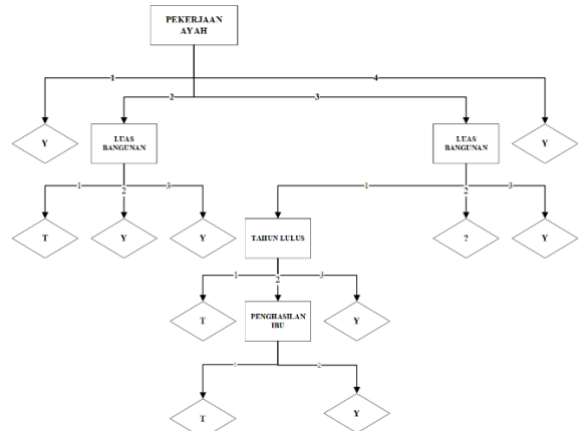 PEKERJAAN
AYAH
1
4
2
3
Y
LUAS
BANGUNAN
LUAS
BANGUNAN
Y
1
2
3
1
2
3
T
Y
Y
TAHUN LULUS
?
Y
1
2
3
T
PENGHASILAN
IBU
Y
1
2
T
Y